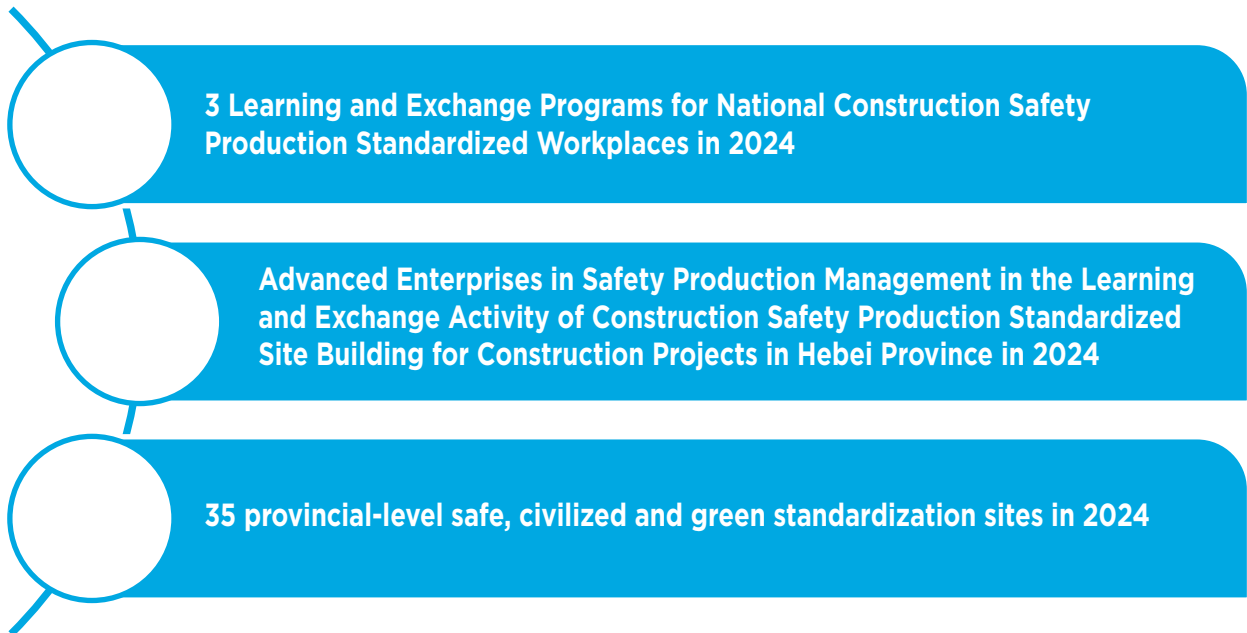 3 Learning and Exchange Programs for National Construction Safety
Production Standardized Workplaces in 2024
Advanced Enterprises in Safety Production Management in the Learning
and Exchange Activity of Construction Safety Production Standardized
Site Building for Construction Projects in Hebei Province in 2024
35 provincial-level safe, civilized and green standardization sites in 2024